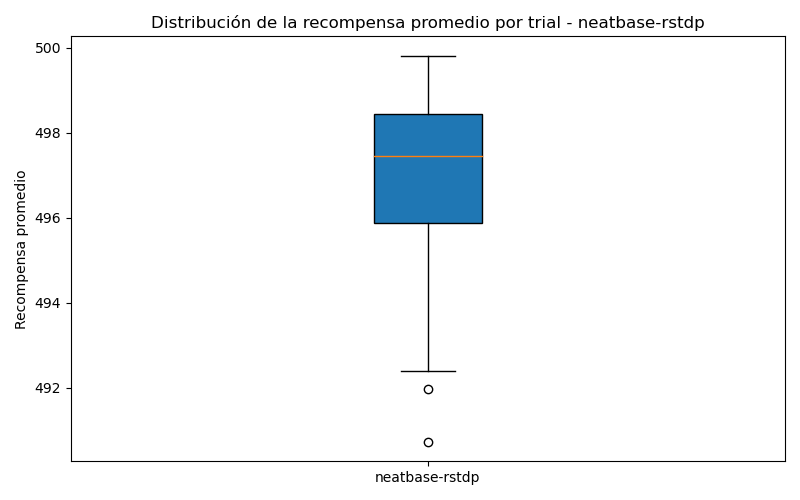 Distribución de la recompensa promedio por trial - neatbase-rstdp
500
498
496
494
492
Recompensa promedio
neatbase-rstdp